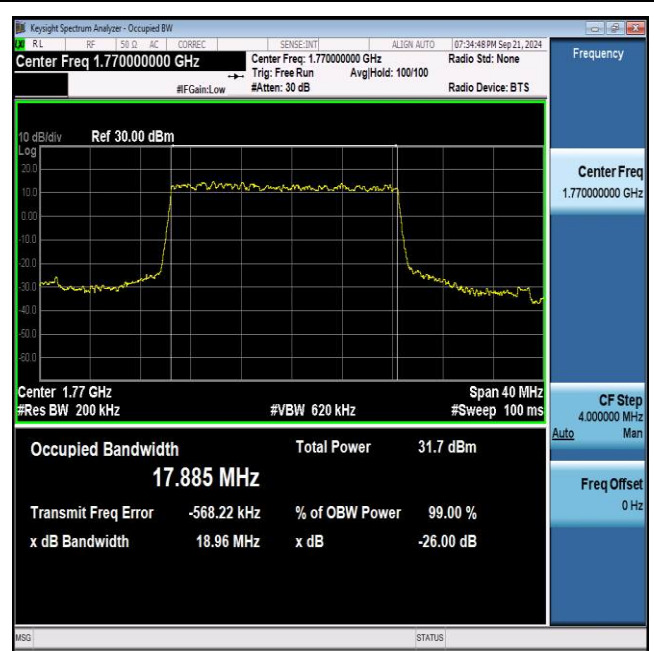 Keysight Spectrum Analyzer - Occupied BW
RL RF 50 Ω AC CORREC SENSE:INT ALIGN AUTO 07:34:48PM Sep 21, 2024
Center Freq 1.770000000 GHz Center Freq: 1.770000000 GHz Radio Std: None
Trig: Free Run Avg|Hold: 100/100
#IFGain:Low #Atten: 30 dB Radio Device: BTS
10 dB/div Ref 30.00 dBm
Log
20.0
10.0
0.00
-10.0
-20.0
-30.0
-40.0
-50.0
-60.0
Center 1.77 GHz Span 40 MHz
#Res BW 200 kHz #VBW 620 kHz #Sweep 100 ms
Occupied Bandwidth Total Power 31.7 dBm
17.885 MHz
Transmit Freq Error -568.22 kHz % of OBW Power 99.00 %
x dB Bandwidth 18.96 MHz x dB -26.00 dB
MSG STATUS
Frequency
Center Freq
1.770000000 GHz
CF Step
4.000000 MHz
Auto Man
Freq Offset
0 Hz